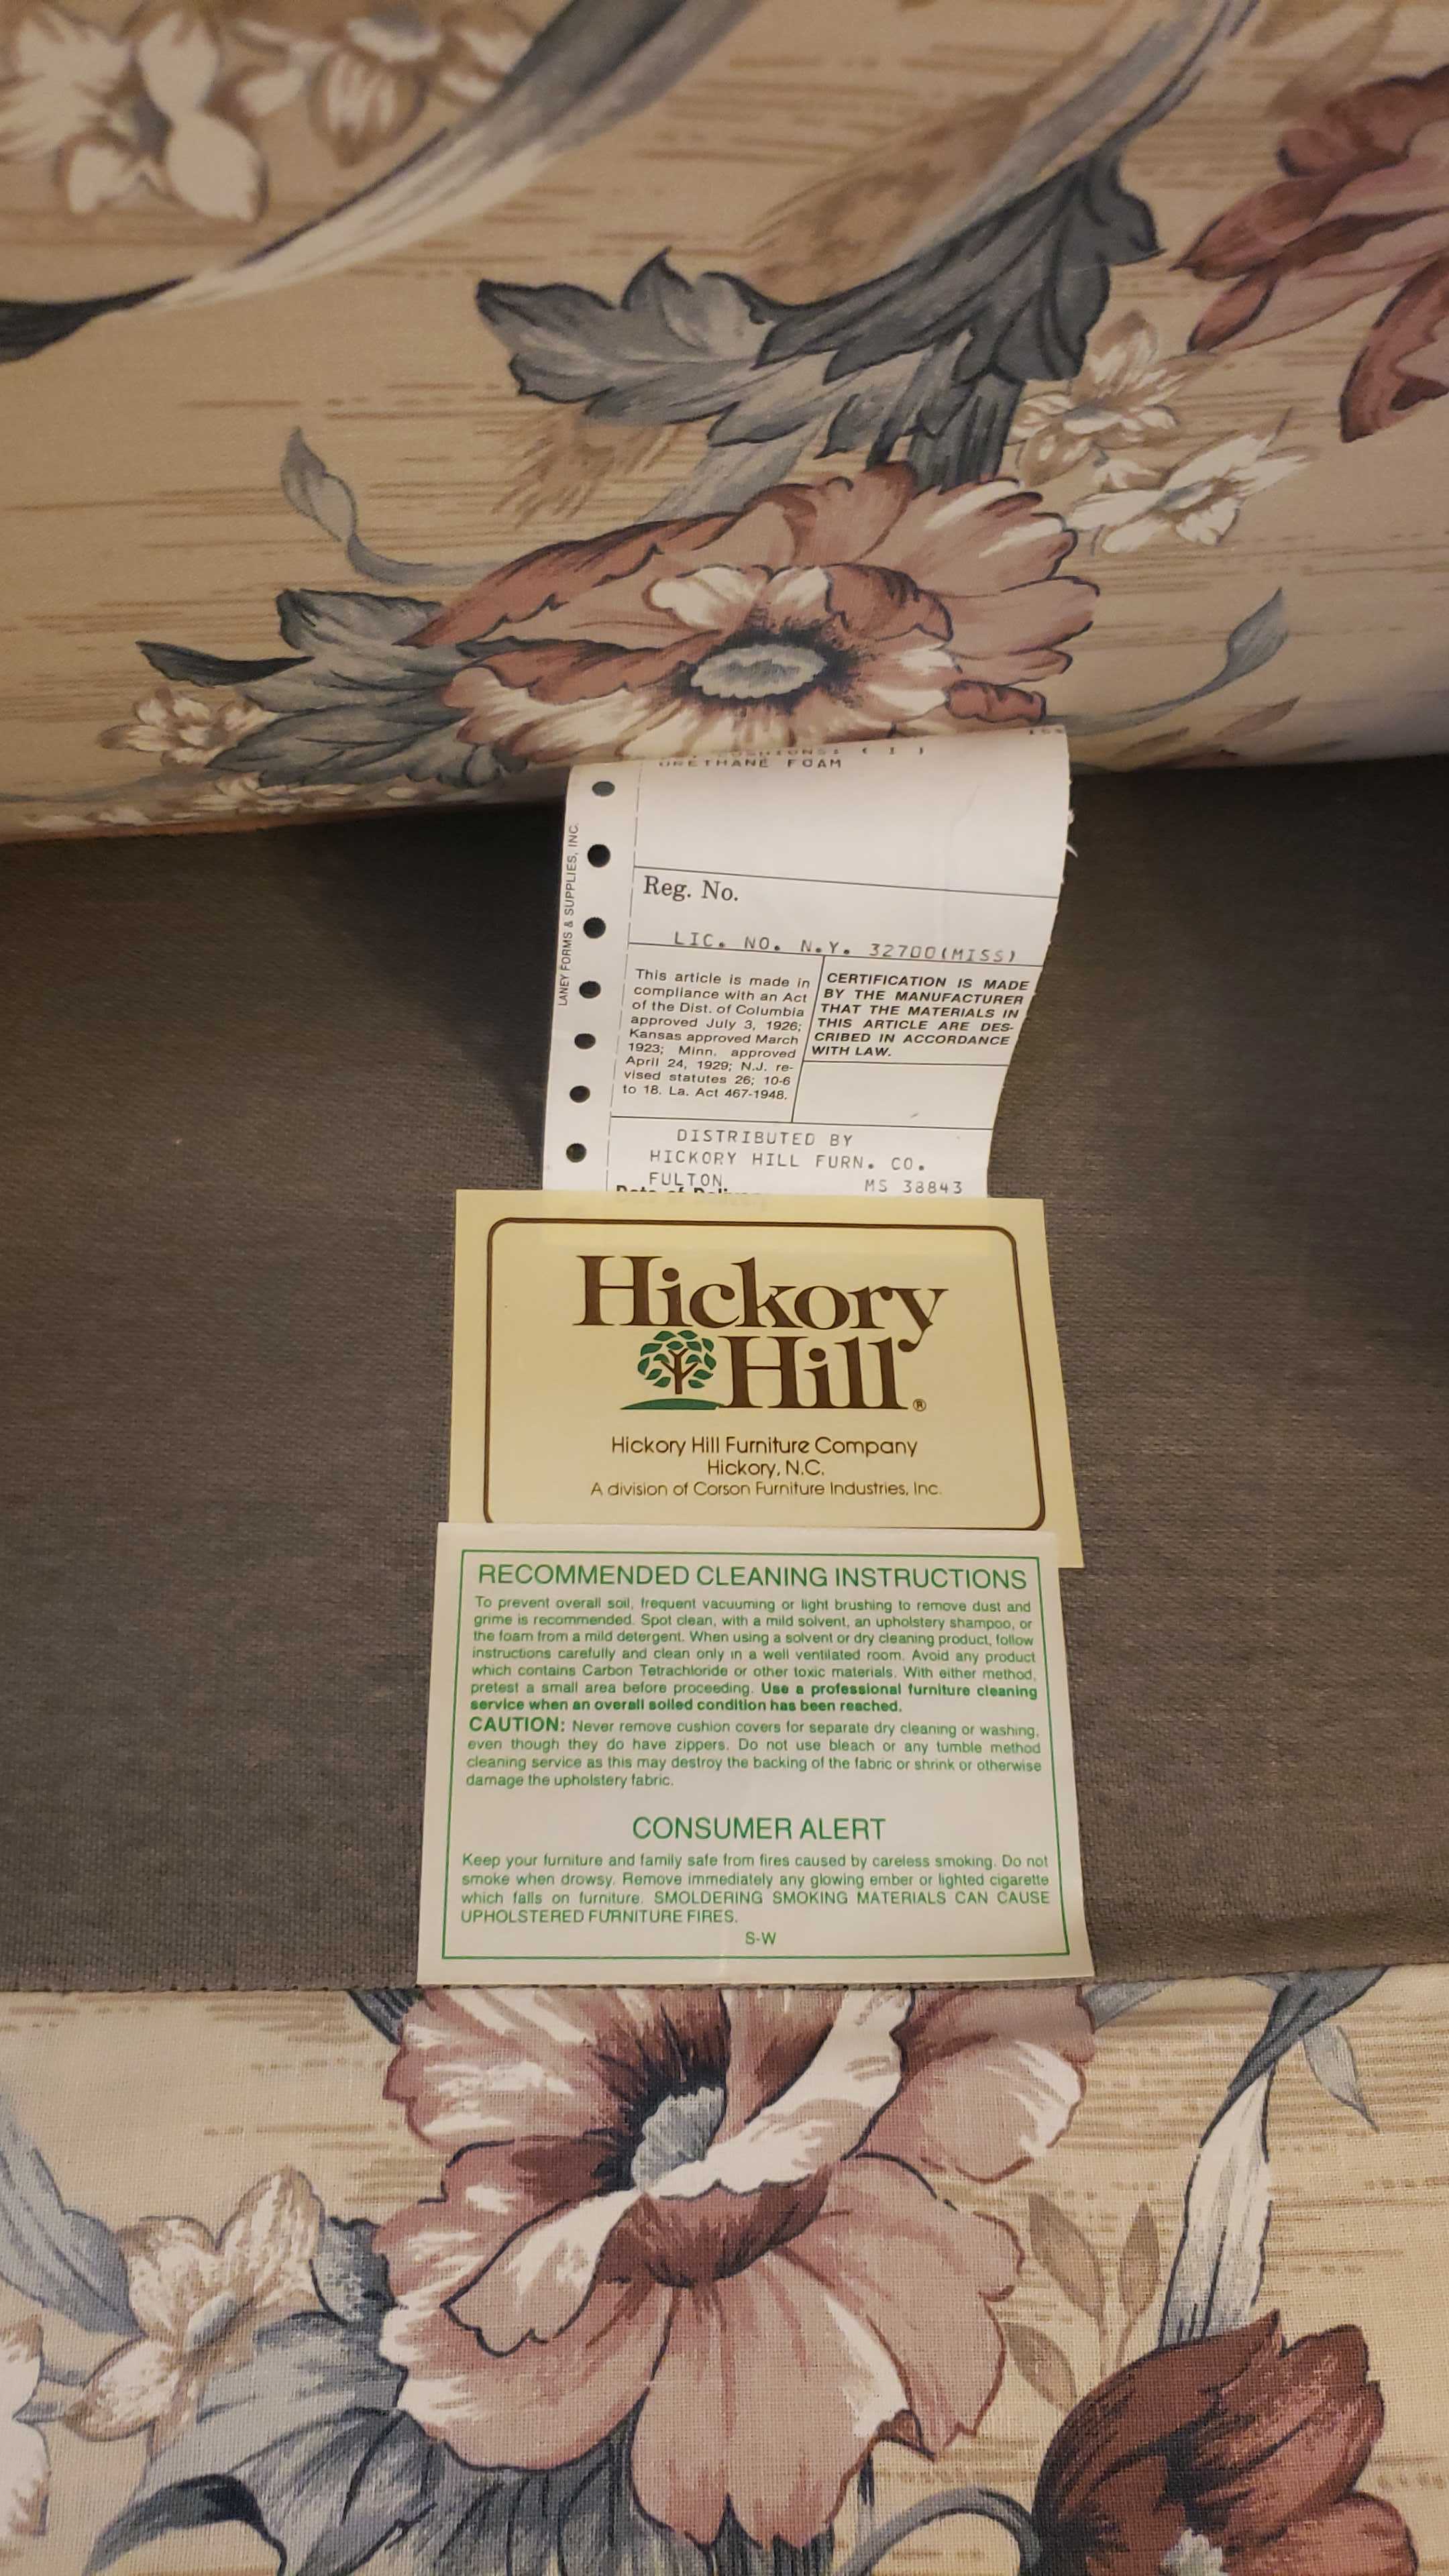 ( 1 )
URETHANE FOAM
LANEY FORMS & SUPPLIES, INC.
Reg. No.
LIC. NO. N.Y. 32700(MISS)
This article is made in
compliance with an Act
of the Dist. of Columbia
approved July 3, 1926;
Kansas approved March
1923; Minn. approved
April 24, 1929; N.J. re-
vised statutes 26; 10-6
to 18. La. Act 467-1948.
CERTIFICATION IS MADE
BY THE MANUFACTURER
THAT THE MATERIALS IN
THIS ARTICLE ARE DES-
CRIBED IN ACCORDANCE
WITH LAW.
DISTRIBUTED BY
HICKORY HILL FURN. CO.
FULTON MS 38843
Hickory
Hill®
Hickory Hill Furniture Company
Hickory, N.C.
A division of Corson Furniture Industries, Inc.
RECOMMENDED CLEANING INSTRUCTIONS
To prevent overall soil, frequent vacuuming or light brushing to remove dust and
grime is recommended. Spot clean, with a mild solvent, an upholstery shampoo, or
the foam from a mild detergent. When using a solvent or dry cleaning product, follow
instructions carefully and clean only in a well ventilated room. Avoid any product
which contains Carbon Tetrachloride or other toxic materials. With either method,
pretest a small area before proceeding. Use a professional furniture cleaning
service when an overall soiled condition has been reached.
CAUTION: Never remove cushion covers for separate dry cleaning or washing,
even though they do have zippers. Do not use bleach or any tumble method
cleaning service as this may destroy the backing of the fabric or shrink or otherwise
damage the upholstery fabric.
CONSUMER ALERT
Keep your furniture and family safe from fires caused by careless smoking. Do not
smoke when drowsy. Remove immediately any glowing ember or lighted cigarette
which falls on furniture. SMOLDERING SMOKING MATERIALS CAN CAUSE
UPHOLSTERED FURNITURE FIRES.
S-W